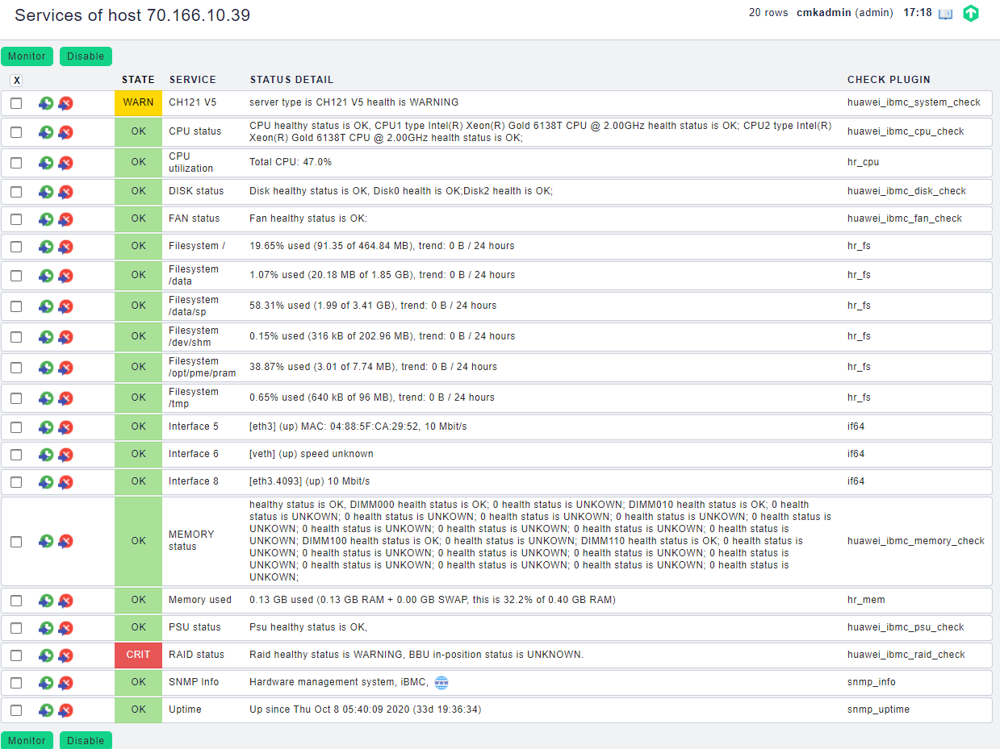 Services of host 70.166.10.39
20 rows cmkadmin (admin) 17:18
Monitor Disable
X STATE SERVICE STATUS DETAIL CHECK PLUGIN
WARN CH121 V5 server type is CH121 V5 health is WARNING huawei_ibmc_system_check
OK CPU status CPU healthy status is OK, CPU1 type Intel(R) Xeon(R) Gold 6138T CPU @ 2.00GHz health status is OK; CPU2 type Intel(R)
Xeon(R) Gold 6138T CPU @ 2.00GHz health status is OK;
huawei_ibmc_cpu_check
OK CPU
utilization
Total CPU: 47.0% hr_cpu
OK DISK status Disk healthy status is OK, Disk0 health is OK;Disk2 health is OK; huawei_ibmc_disk_check
OK FAN status Fan healthy status is OK: huawei_ibmc_fan_check
OK Filesystem / 19.65% used (91.35 of 464.84 MB), trend: 0 B / 24 hours hr_fs
OK Filesystem
/data
1.07% used (20.18 MB of 1.85 GB), trend: 0 B / 24 hours hr_fs
OK Filesystem
/data/sp
58.31% used (1.99 of 3.41 GB), trend: 0 B / 24 hours hr_fs
OK Filesystem
/dev/shm
0.15% used (316 kB of 202.96 MB), trend: 0 B / 24 hours hr_fs
OK Filesystem
/opt/pme/pram
38.87% used (3.01 of 7.74 MB), trend: 0 B / 24 hours hr_fs
OK Filesystem
/tmp
0.65% used (640 kB of 96 MB), trend: 0 B / 24 hours hr_fs
OK Interface 5 [eth3] (up) MAC: 04:88:5F:CA:29:52, 10 Mbit/s if64
OK Interface 6 [veth] (up) speed unknown if64
OK Interface 8 [eth3.4093] (up) 10 Mbit/s if64
OK MEMORY
status
healthy status is OK, DIMM000 health status is OK; 0 health status is UNKOWN; DIMM010 health status is OK; 0 health
status is UNKOWN; 0 health status is UNKOWN; 0 health status is UNKOWN; 0 health status is UNKOWN; 0 health status is
UNKOWN; 0 health status is UNKOWN; 0 health status is UNKOWN; 0 health status is UNKOWN; 0 health status is
UNKOWN; DIMM100 health status is OK; 0 health status is UNKOWN; DIMM110 health status is OK; 0 health status is
UNKOWN; 0 health status is UNKOWN; 0 health status is UNKOWN; 0 health status is UNKOWN; 0 health status is
UNKOWN; 0 health status is UNKOWN; 0 health status is UNKOWN; 0 health status is UNKOWN; 0 health status is
UNKOWN;
huawei_ibmc_memory_check
OK Memory used 0.13 GB used (0.13 GB RAM + 0.00 GB SWAP, this is 32.2% of 0.40 GB RAM) hr_mem
OK PSU status Psu healthy status is OK, huawei_ibmc_psu_check
CRIT RAID status Raid healthy status is WARNING, BBU in-position status is UNKNOWN. huawei_ibmc_raid_check
OK SNMP Info Hardware management system, iBMC, www snmp_info
OK Uptime Up since Thu Oct 8 05:40:09 2020 (33d 19:36:34) snmp_uptime
Monitor Disable